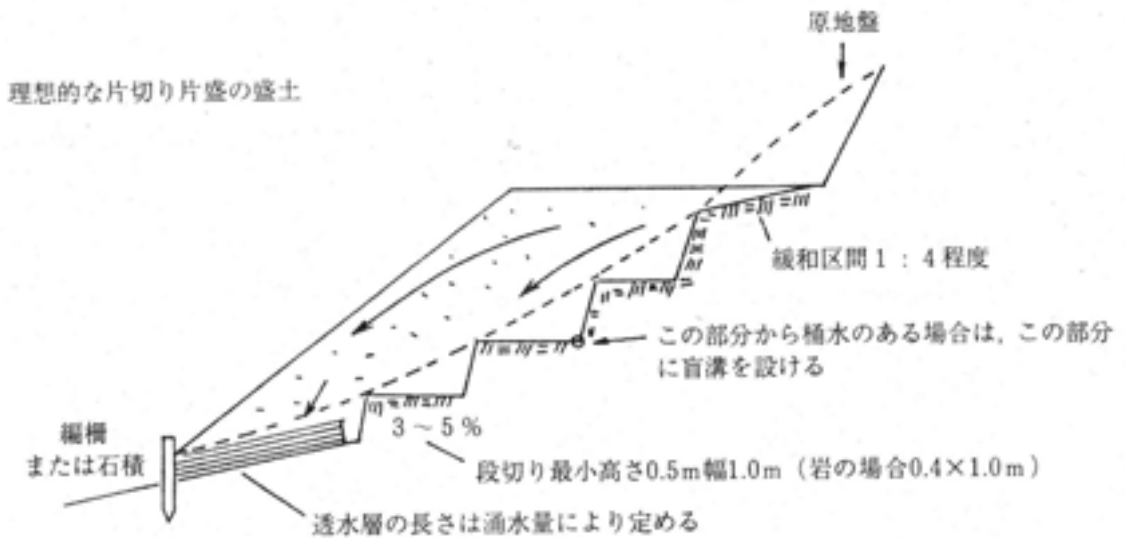 原地盤
理想的な片切り片盛の盛土
緩和区間1：4程度
この部分から桶水のある場合は，この部分
に盲溝を設ける
編柵
または石積
3～5％
段切り最小高さ0.5m幅1.0m（岩の場合0.4×1.0m）
透水層の長さは涌水量により定める